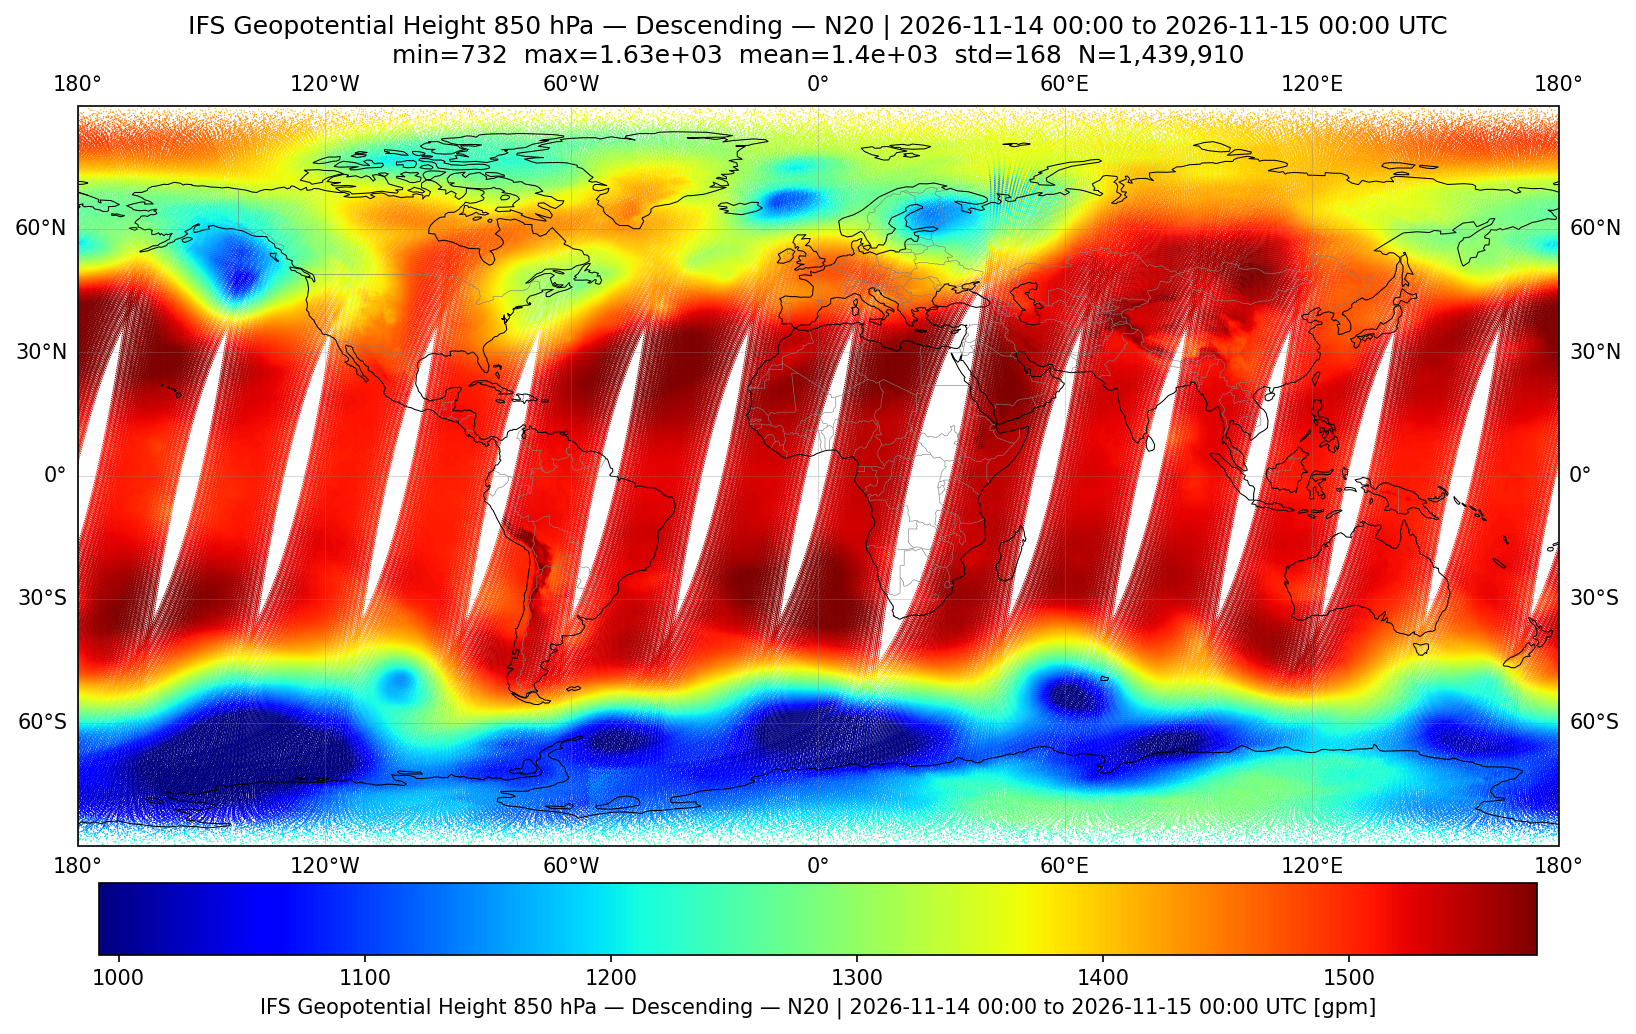 IFS Geopotential Height 850 hPa — Descending — N20 | 2026-11-14 00:00 to 2026-11-15 00:00 UTC
min=732  max=1.63e+03  mean=1.4e+03  std=168  N=1,439,910
180° 120°W 60°W 0° 60°E 120°E 180°
60°N 60°N
30°N 30°N
0° 0°
30°S 30°S
60°S 60°S
180° 120°W 60°W 0° 60°E 120°E 180°
1000 1100 1200 1300 1400 1500
IFS Geopotential Height 850 hPa — Descending — N20 | 2026-11-14 00:00 to 2026-11-15 00:00 UTC [gpm]